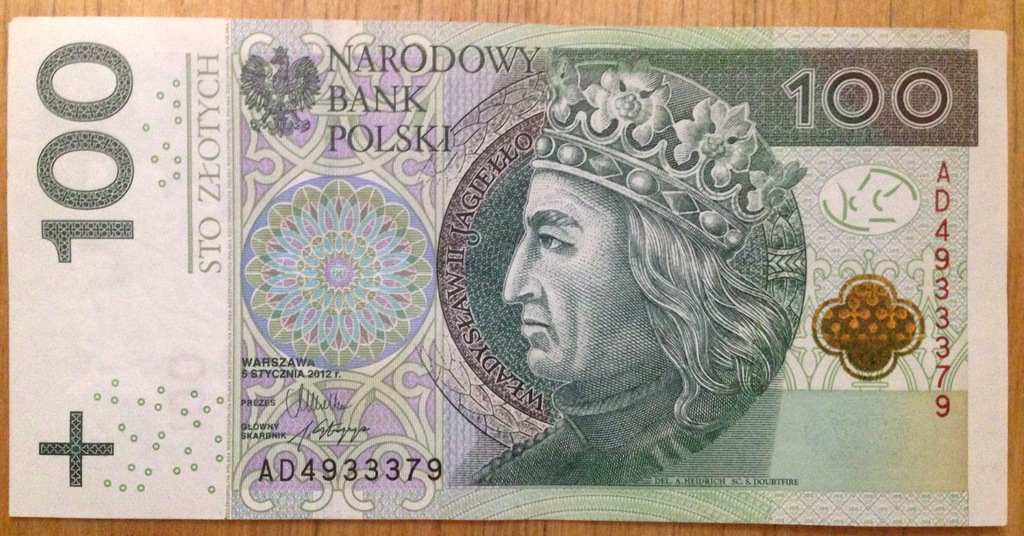 100
STO ZŁOTYCH
NARODOWY
BANK
POLSKI
WŁADYSŁAW II JAGIEŁŁO
100
AD4933379
WARSZAWA
5 STYCZNIA 2012 r.
PREZES
GŁÓWNY
SKARBNIK
AD4933379
DEL. A. HEIDRICH SC. S. DOUBTFIRE